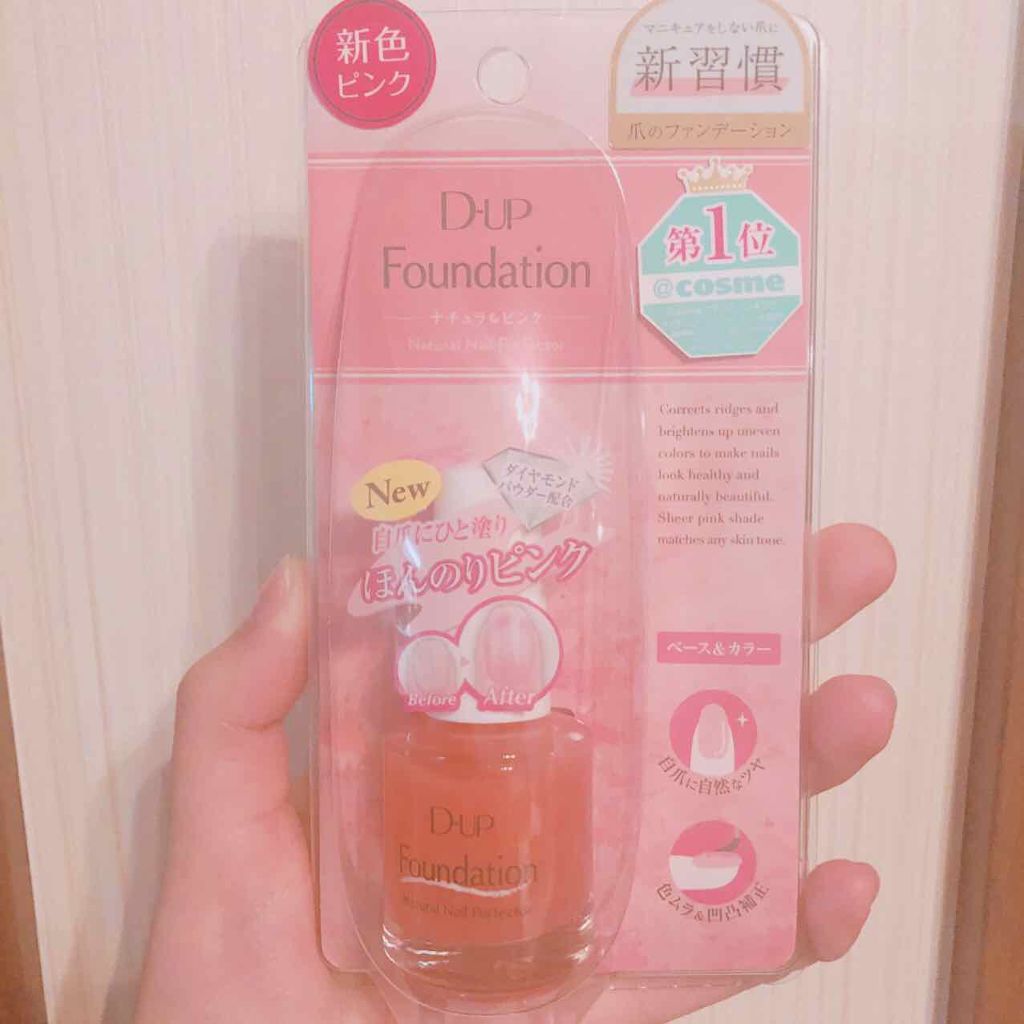 新色
ピンク
マニキュアをしない爪に
新習慣
爪のファンデーション
D-UP
Foundation
ナチュラルピンク
Natural Nail Perfector
第1位
@cosme
Corrects ridges and
brightens up uneven
colors to make nails
look healthy and
naturally beautiful.
Sheer pink shade
matches any skin tone.
New
ダイヤモンド
パウダー配合
自爪にひと塗り
ほんのりピンク
Before
After
ベース&カラー
自爪に自然なツヤ
色ムラ&凹凸補正
D-UP
Foundation
Natural Nail Perfector